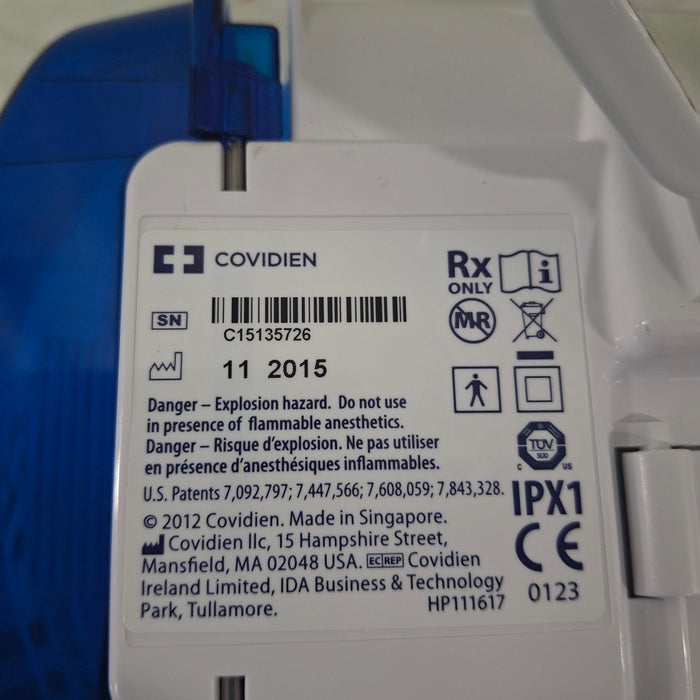 COVIDIEN
Rx
ONLY
i
SN
C15135726
MR
11 2015
Danger – Explosion hazard. Do not use
in presence of flammable anesthetics.
Danger – Risque d'explosion. Ne pas utiliser
en présence d'anesthésiques inflammables.
TÜV
SÜD
C US
U.S. Patents 7,092,797; 7,447,566; 7,608,059; 7,843,328.
IPX1
© 2012 Covidien. Made in Singapore.
Covidien llc, 15 Hampshire Street,
Mansfield, MA 02048 USA. EC REP Covidien
Ireland Limited, IDA Business & Technology
Park, Tullamore.
HP111617
CE
0123